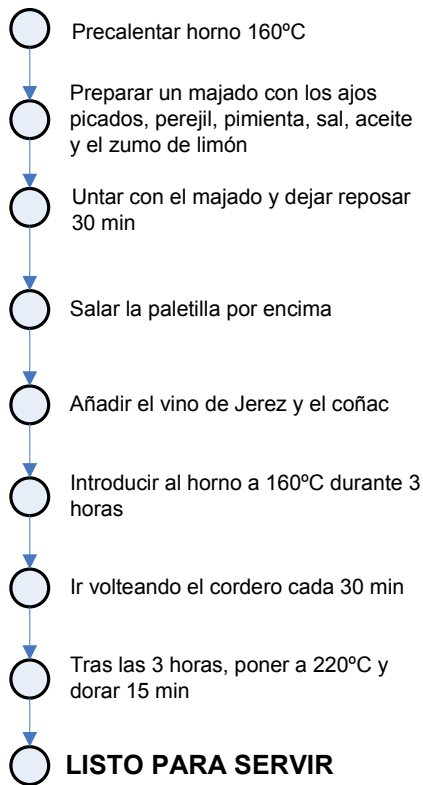 Precalentar horno 160ºC
Preparar un majado con los ajos
picados, perejil, pimienta, sal, aceite
y el zumo de limón
Untar con el majado y dejar reposar
30 min
Salar la paletilla por encima
Añadir el vino de Jerez y el coñac
Introducir al horno a 160ºC durante 3
horas
Ir volteando el cordero cada 30 min
Tras las 3 horas, poner a 220ºC y
dorar 15 min
LISTO PARA SERVIR